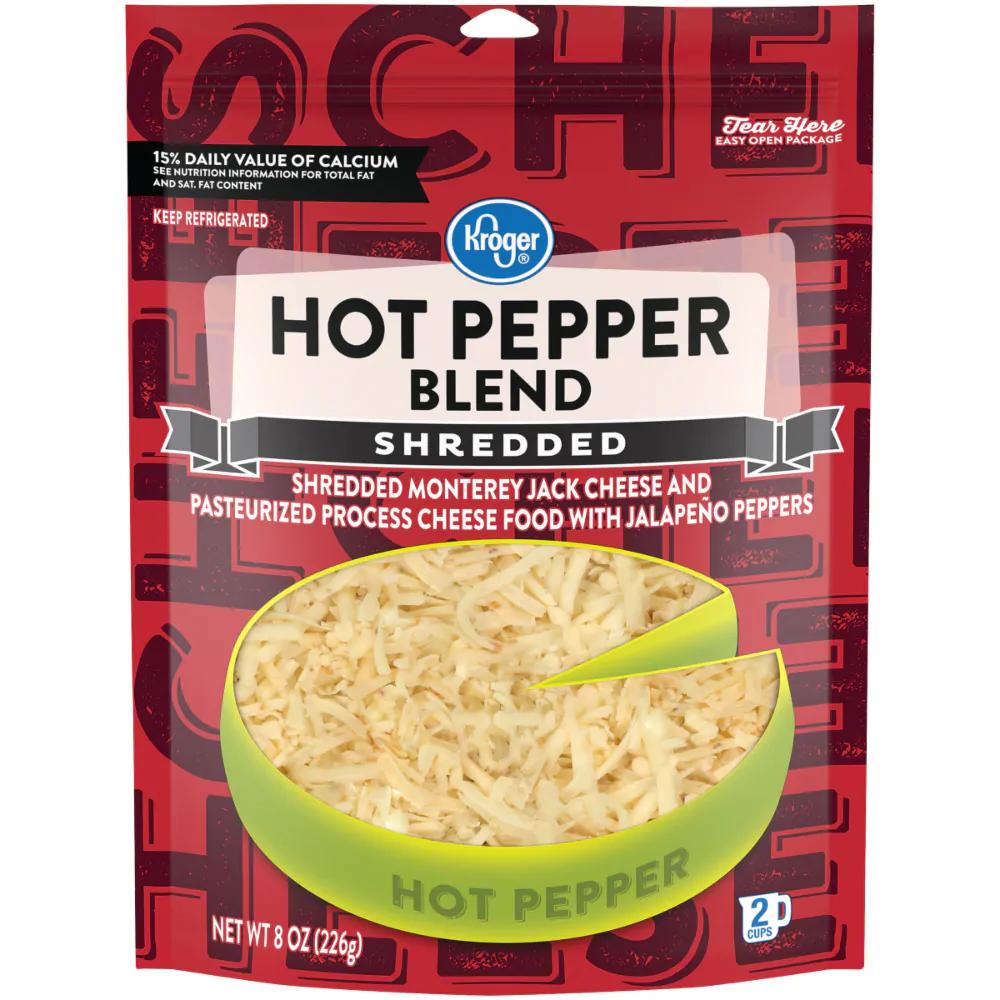 Tear Here
EASY OPEN PACKAGE
15% DAILY VALUE OF CALCIUM
SEE NUTRITION INFORMATION FOR TOTAL FAT
AND SAT. FAT CONTENT
KEEP REFRIGERATED
Kroger®
HOT PEPPER
BLEND
SHREDDED
SHREDDED MONTEREY JACK CHEESE AND
PASTEURIZED PROCESS CHEESE FOOD WITH JALAPEÑO PEPPERS
HOT PEPPER
NET WT 8 OZ (226g)
2
CUPS